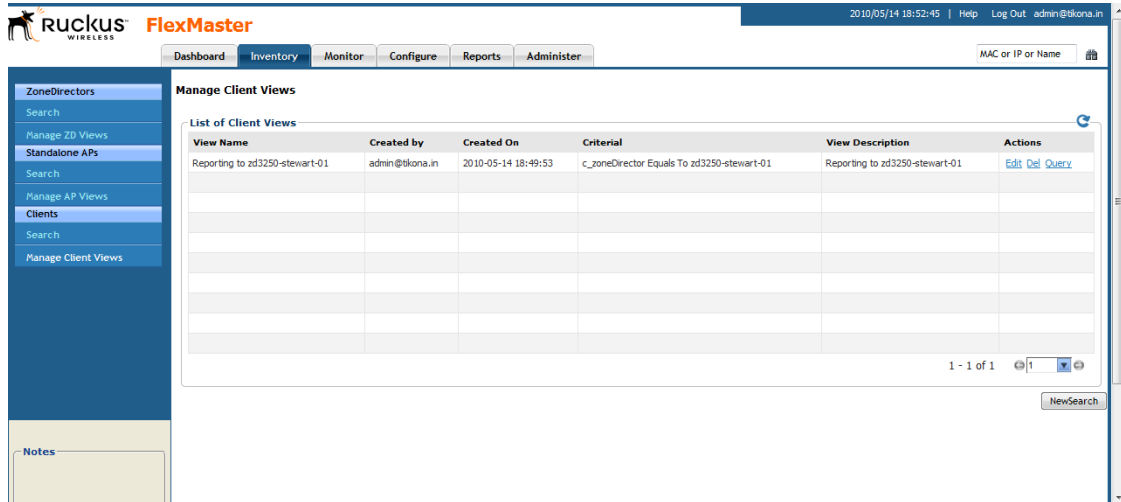 Ruckus WIRELESS FlexMaster
2010/05/14 18:52:45 | Help Log Out admin@tikona.in
Dashboard Inventory Monitor Configure Reports Administer
MAC or IP or Name
ZoneDirectors
Search
Manage ZD Views
Standalone APs
Search
Manage AP Views
Clients
Search
Manage Client Views
Notes
Manage Client Views
List of Client Views
View Name Created by Created On Criterial View Description Actions
Reporting to zd3250-stewart-01 admin@tikona.in 2010-05-14 18:49:53 c_zoneDirector Equals To zd3250-stewart-01 Reporting to zd3250-stewart-01 Edit Del Query
1 - 1 of 1 1
NewSearch